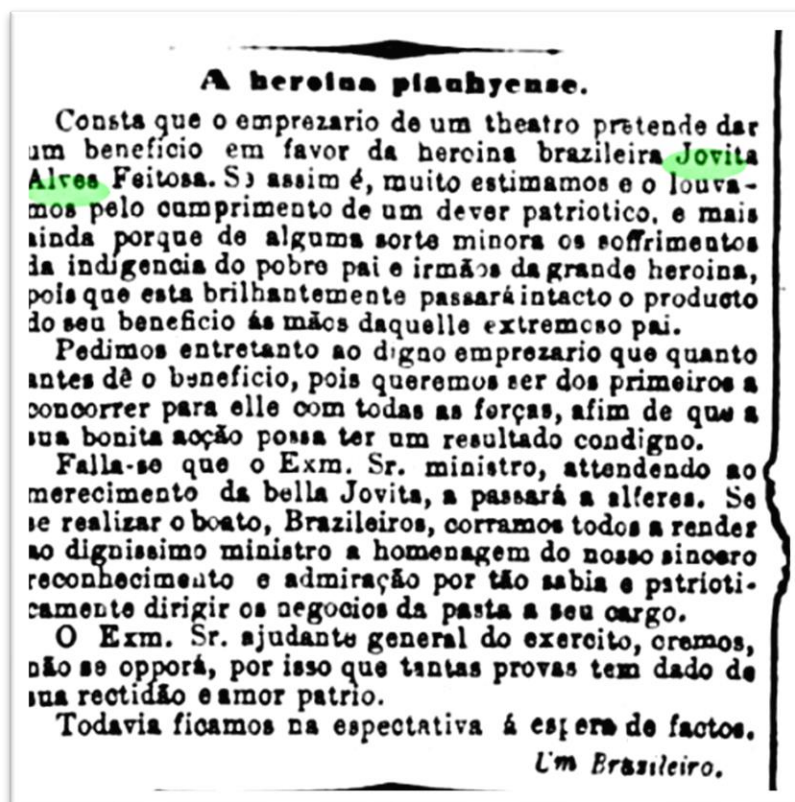 A heroina piauhyense.
Consta que o emprezario de um theatro pretende dar
um beneficio em favor da heroina brazileira Jovita
Alves Feitosa. Se assim é, muito estimamos e o louva-
mos pelo cumprimento de um dever patriotico, e mais
ainda porque de alguma sorte minora os soffrimentos
da indigencia do pobre pai e irmãos da grande heroina,
pois que esta brilhantemente passará intacto o producto
do seu beneficio ás mãos daquelle extremoso pai.
Pedimos entretanto ao digno emprezario que quanto
antes dê o beneficio, pois queremos ser dos primeiros a
concorrer para elle com todas as forças, afim de que a
sua bonita acção possa ter um resultado condigno.
Falla-se que o Exm. Sr. ministro, attendendo ao
merecimento da bella Jovita, a passará a alferes. Se
se realizar o boato, Brazileiros, corramos todos a render
ao dignissimo ministro a homenagem do nosso sincero
reconhecimento e admiração por tão sabia e patrioti-
camente dirigir os negocios da pasta a seu cargo.
O Exm. Sr. ajudante general do exercito, cremos,
não se opporá, por isso que tantas provas tem dado de
sua rectidão e amor patrio.
Todavia ficamos na espectativa á espera de factos.
Um Brasileiro.